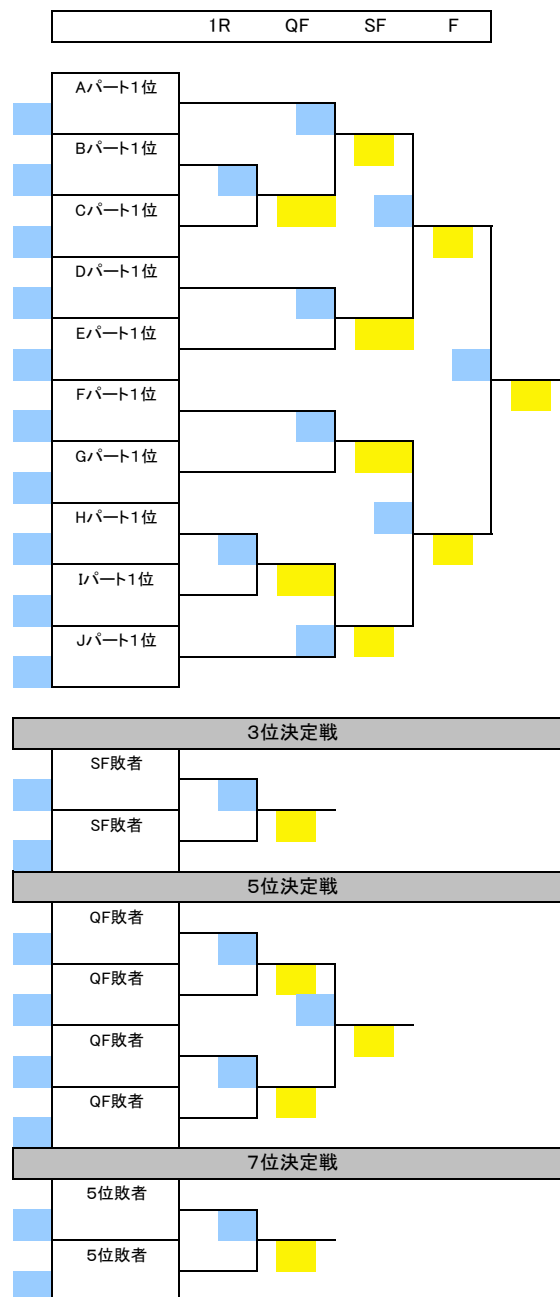 1R QF SF F
Aパート1位
Bパート1位
Cパート1位
Dパート1位
Eパート1位
Fパート1位
Gパート1位
Hパート1位
Iパート1位
Jパート1位
3位決定戦
SF敗者
SF敗者
5位決定戦
QF敗者
QF敗者
QF敗者
QF敗者
7位決定戦
5位敗者
5位敗者